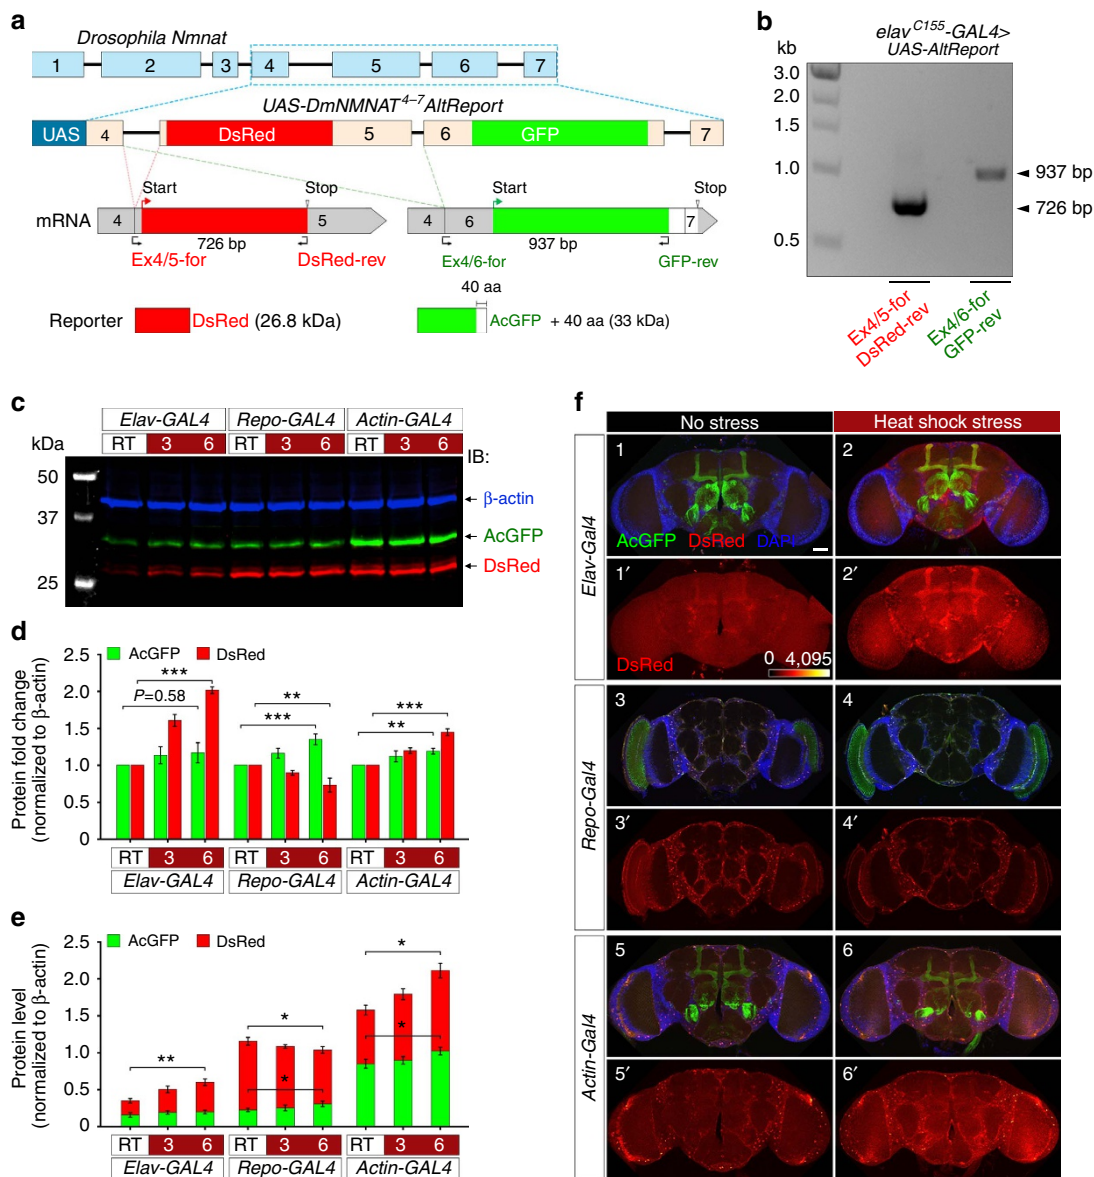 a
Drosophila Nmnat
1 2 3 4 5 6 7
UAS-DmNMNAT4–7AltReport
UAS 4 DsRed 5 6 GFP 7
Start Stop Start Stop
mRNA 4 5 4 6 7
726 bp 937 bp
Ex4/5-for DsRed-rev Ex4/6-for GFP-rev
40 aa
Reporter DsRed (26.8 kDa) AcGFP + 40 aa (33 kDa)
b
elavC155-GAL4>
UAS-AltReport
kb
3.0
2.0
1.5
1.0
0.5
937 bp
726 bp
Ex4/5-for
DsRed-rev
Ex4/6-for
GFP-rev
c
Elav-GAL4 Repo-GAL4 Actin-GAL4
kDa RT 3 6 RT 3 6 RT 3 6
IB:
50
37
25
β-actin
AcGFP
DsRed
d
AcGFP DsRed
Protein fold change
(normalized to β-actin)
2.5
2.0
1.5
1.0
0.5
0
P=0.58
***
***
**
**
***
RT 3 6 RT 3 6 RT 3 6
Elav-GAL4 Repo-GAL4 Actin-GAL4
e
AcGFP DsRed
Protein level
(normalized to β-actin)
2.5
2.0
1.5
1.0
0.5
0
**
*
*
*
*
RT 3 6 RT 3 6 RT 3 6
Elav-GAL4 Repo-GAL4 Actin-GAL4
f
No stress Heat shock stress
Elav-Gal4
1 2
AcGFP DsRed DAPI
1′ 2′
DsRed
0 4,095
Repo-Gal4
3 4
3′ 4′
Actin-Gal4
5 6
5′ 6′